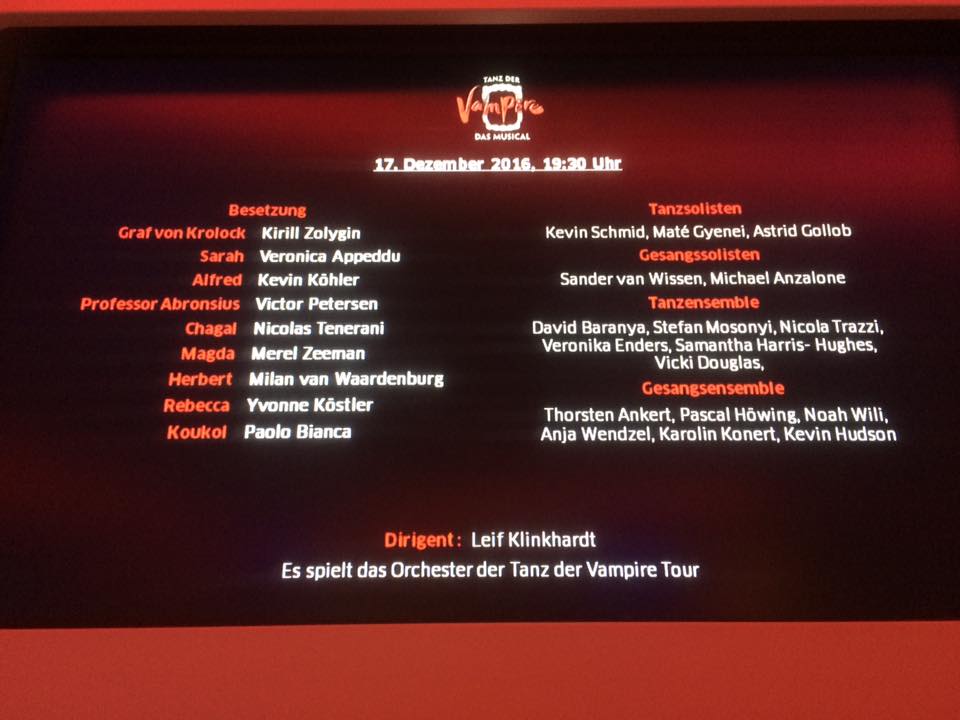 TANZ DER
Vampire
DAS MUSICAL
17. Dezember 2016, 19:30 Uhr
Besetzung
Graf von Krolock Kirill Zolygin
Sarah Veronica Appeddu
Alfred Kevin Köhler
Professor Abronsius Victor Petersen
Chagal Nicolas Tenerani
Magda Merel Zeeman
Herbert Milan van Waardenburg
Rebecca Yvonne Köstler
Koukol Paolo Bianca
Tanzsolisten
Kevin Schmid, Maté Gyenei, Astrid Gollob
Gesangssolisten
Sander van Wissen, Michael Anzalone
Tanzensemble
David Baranya, Stefan Mosonyi, Nicola Trazzi,
Veronika Enders, Samantha Harris- Hughes,
Vicki Douglas,
Gesangsensemble
Thorsten Ankert, Pascal Höwing, Noah Wili,
Anja Wendzel, Karolin Konert, Kevin Hudson
Dirigent: Leif Klinkhardt
Es spielt das Orchester der Tanz der Vampire Tour